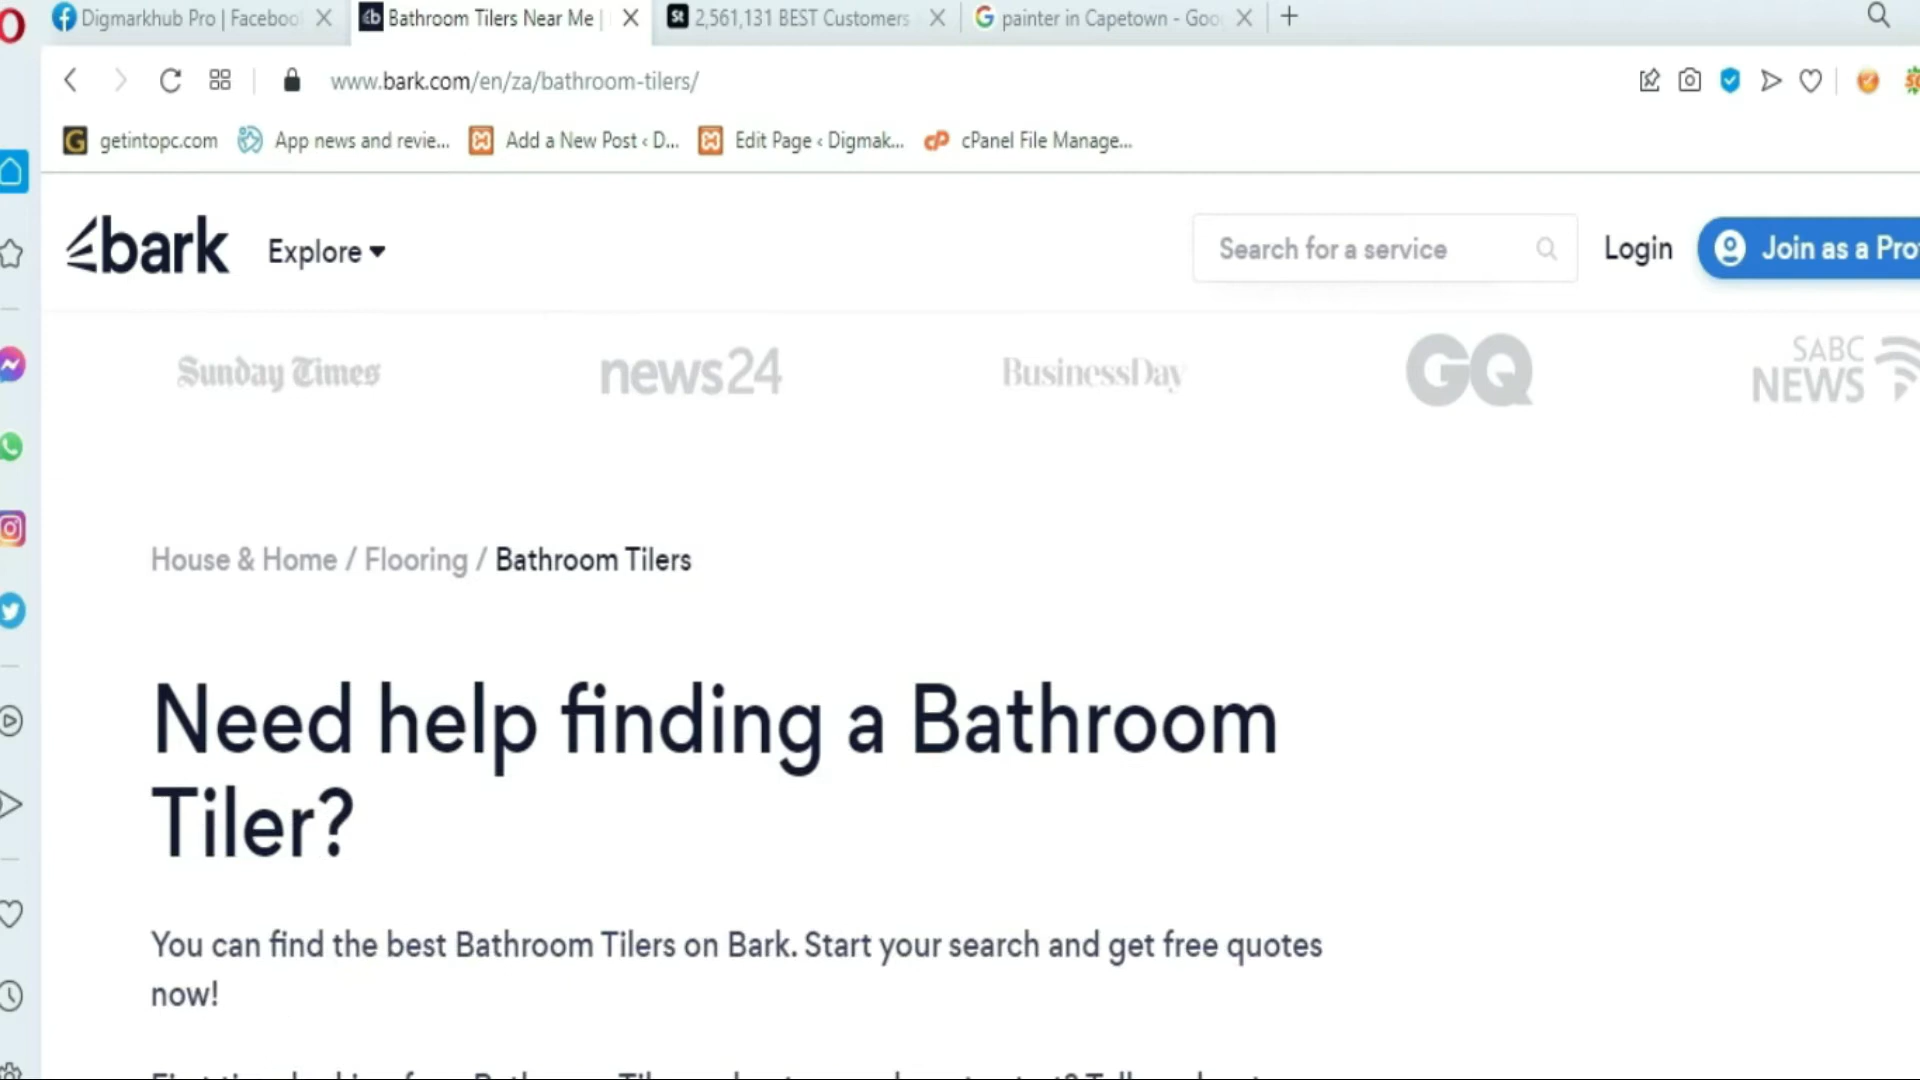 Digmarkhub Pro | Faceboo
Bathroom Tilers Near Me |
2,561,131 BEST Customers
painter in Capetown - Goo
www.bark.com/en/za/bathroom-tilers/
getintopc.com
App news and revie...
Add a New Post ‹ D...
Edit Page ‹ Digmak...
cPanel File Manage...
bark
Explore
Search for a service
Login
Join as a Pro
Sunday Times
news24
BusinessDay
GQ
SABC
NEWS
House & Home / Flooring / Bathroom Tilers
Need help finding a Bathroom
Tiler?
You can find the best Bathroom Tilers on Bark. Start your search and get free quotes
now!